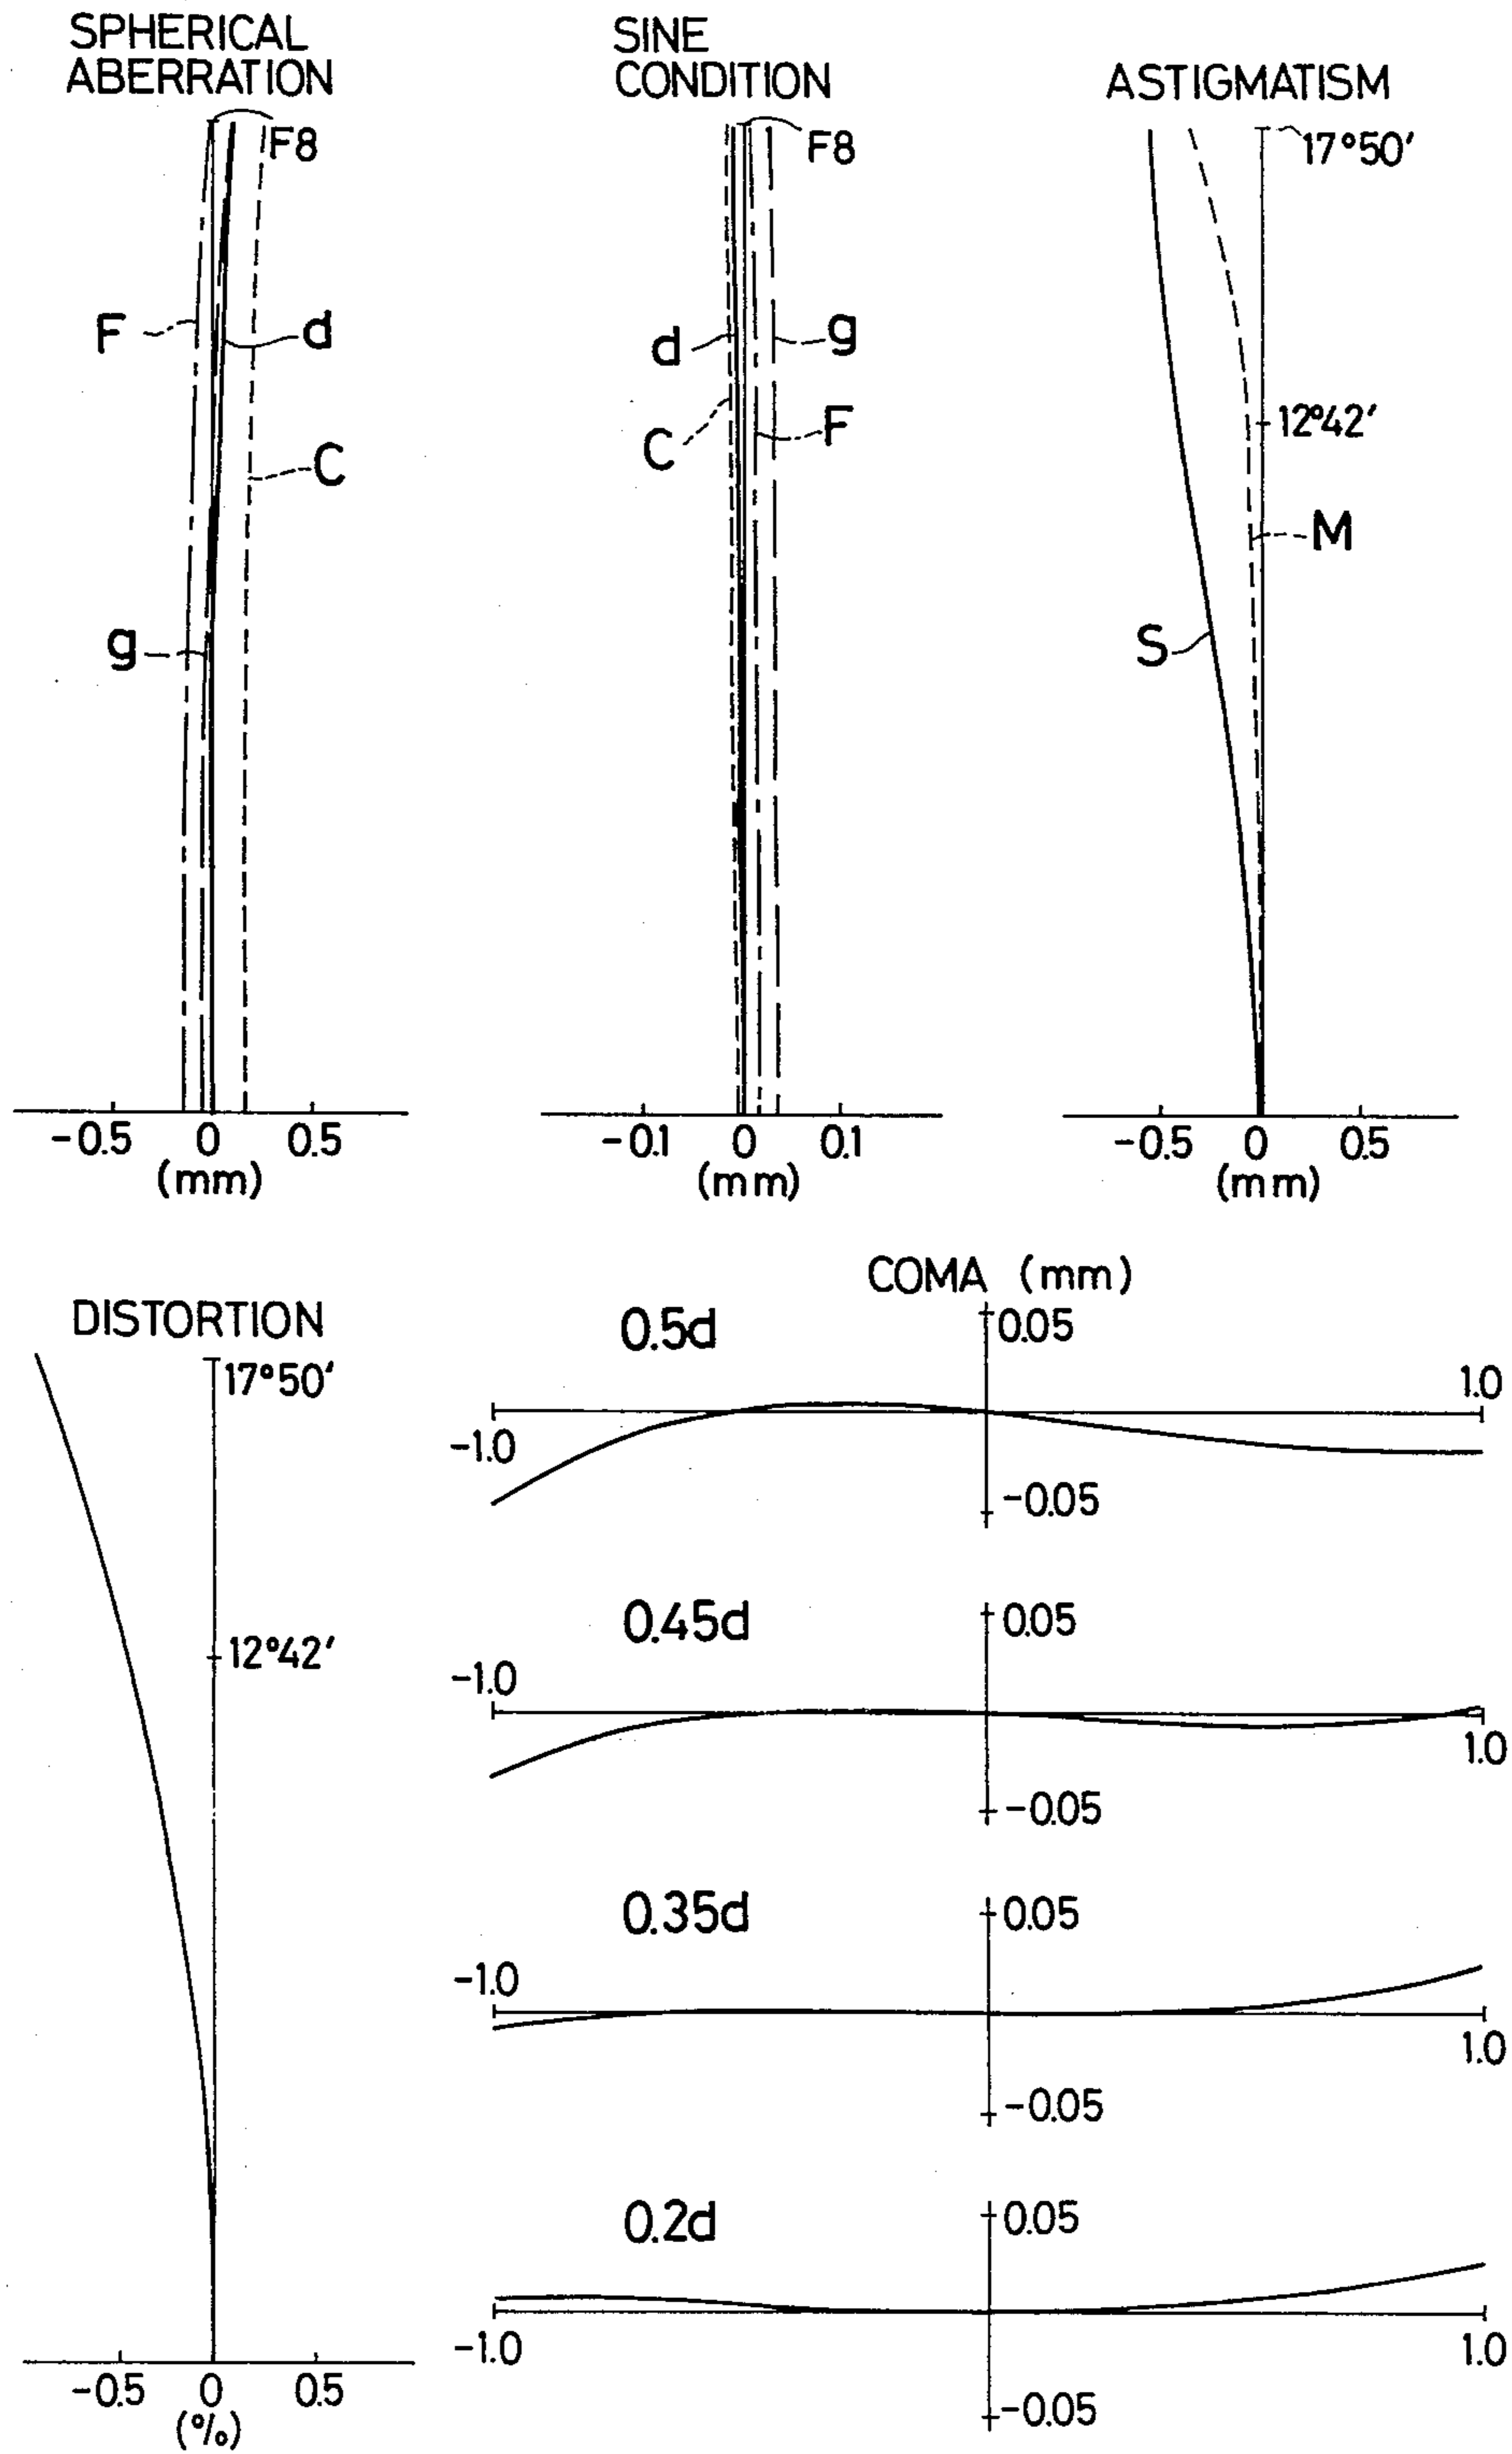 SPHERICAL
ABERRATION
F8
F
d
C
g
-0.5 0 0.5
(mm)
SINE
CONDITION
F8
d
g
C
F
-0.1 0 0.1
(mm)
ASTIGMATISM
17°50′
12°42′
M
S
-0.5 0 0.5
(mm)
DISTORTION
17°50′
12°42′
-0.5 0 0.5
(%)
COMA (mm)
0.5d
0.05
1.0
-1.0
-0.05
0.45d
0.05
-1.0
1.0
-0.05
0.35d
0.05
-1.0
1.0
-0.05
0.2d
0.05
-1.0
1.0
-0.05